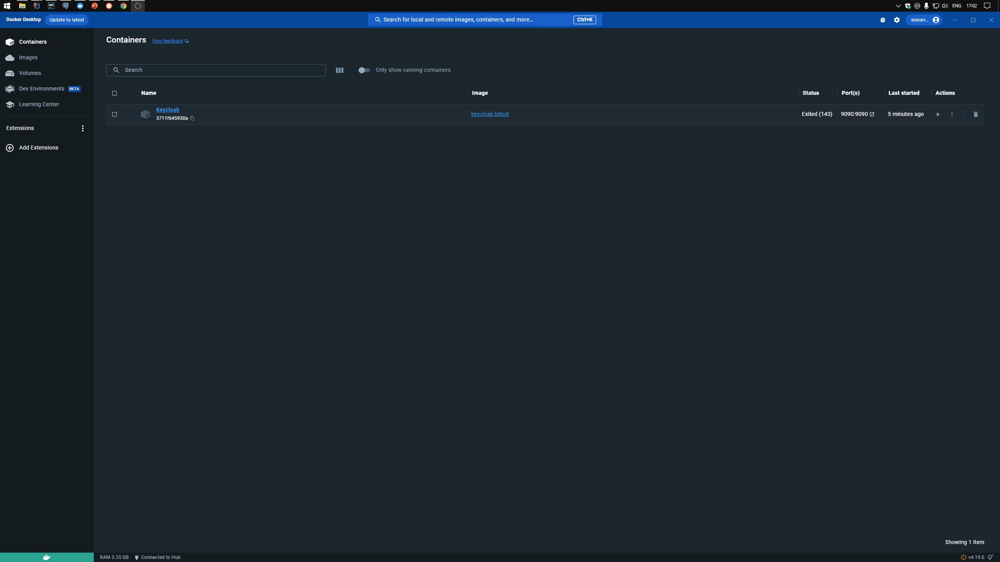 WS
P
ENG
17:02
Docker Desktop
Update to latest
Search for local and remote images, containers, and more...
Ctrl+K
alexan...
Containers
Images
Volumes
Dev Environments BETA
Learning Center
Extensions
Add Extensions
Containers
Give feedback
Search
Only show running containers
Name Image Status Port(s) Last started Actions
Keycloak
3711f645930a
keycloak:latest
Exited (143)
9090:9090
5 minutes ago
Showing 1 item
RAM 3.35 GB
Connected to Hub
v4.19.0